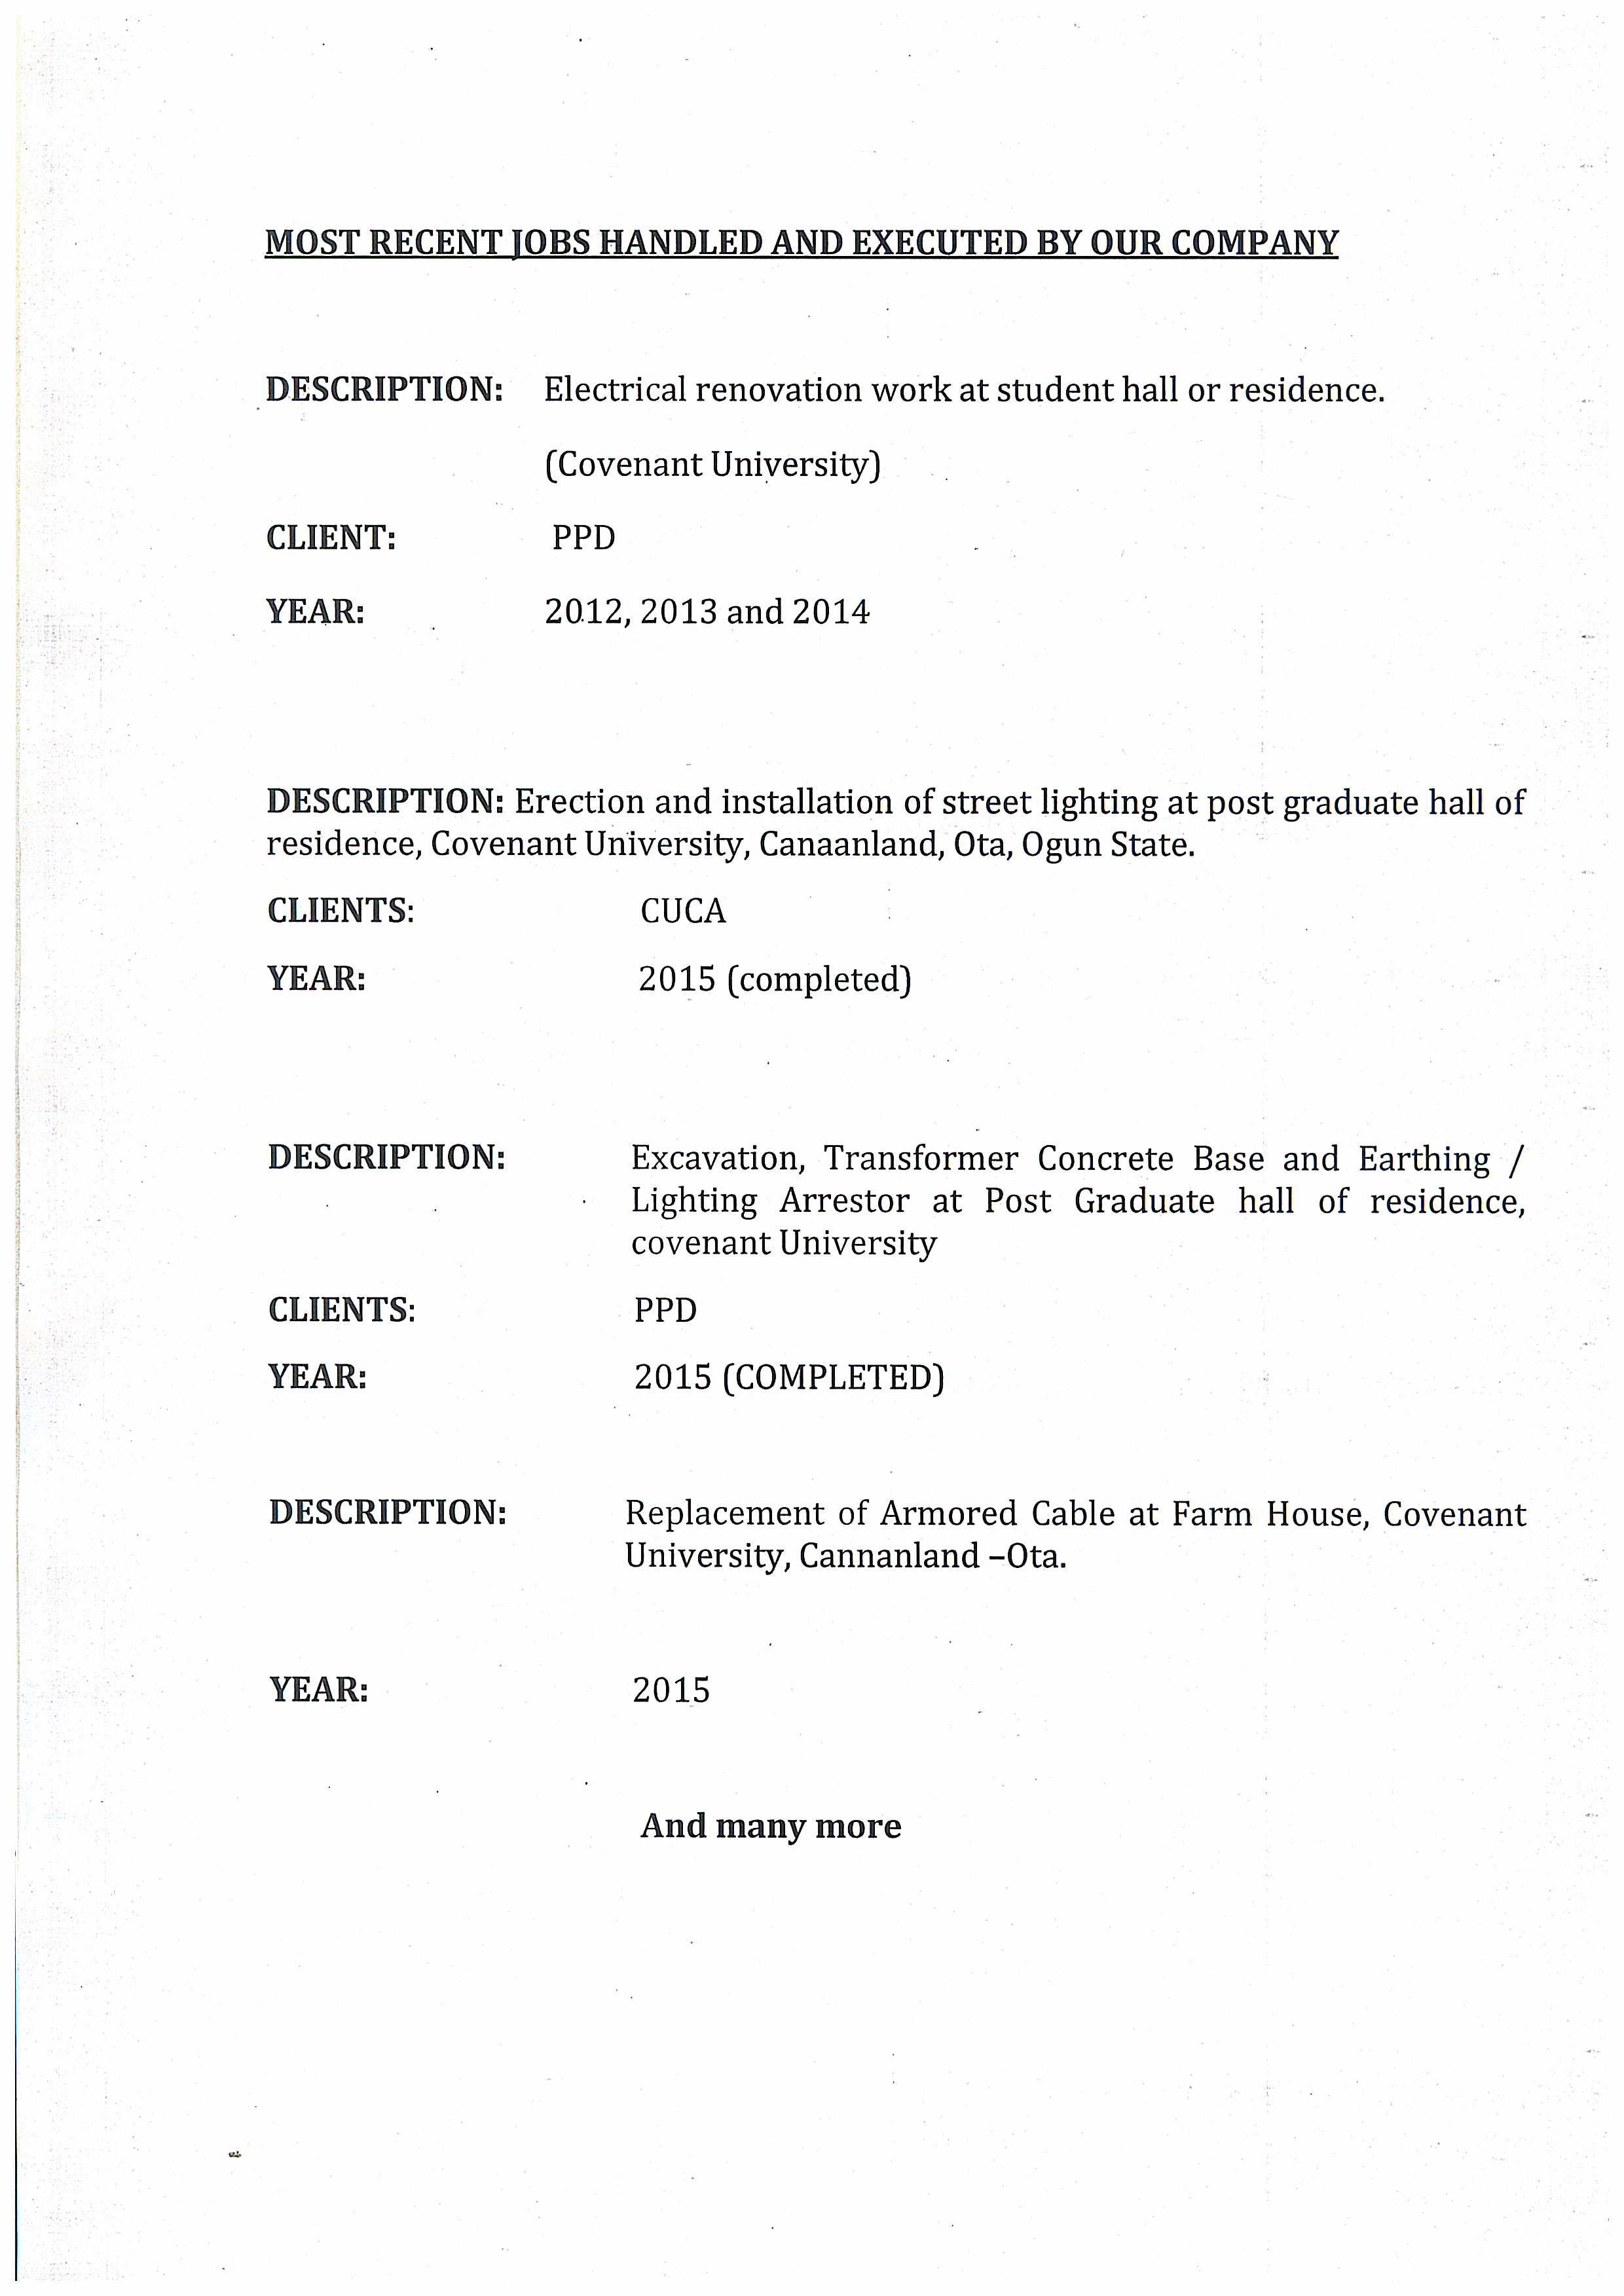 MOST RECENT JOBS HANDLED AND EXECUTED BY OUR COMPANY
DESCRIPTION: Electrical renovation work at student hall or residence.
(Covenant University)
CLIENT: PPD
YEAR: 2012, 2013 and 2014
DESCRIPTION: Erection and installation of street lighting at post graduate hall of
residence, Covenant University, Canaanland, Ota, Ogun State.
CLIENTS: CUCA
YEAR: 2015 (completed)
DESCRIPTION: Excavation, Transformer Concrete Base and Earthing /
Lighting Arrestor at Post Graduate hall of residence,
covenant University
CLIENTS: PPD
YEAR: 2015 (COMPLETED)
DESCRIPTION: Replacement of Armored Cable at Farm House, Covenant
University, Cannanland –Ota.
YEAR: 2015
And many more